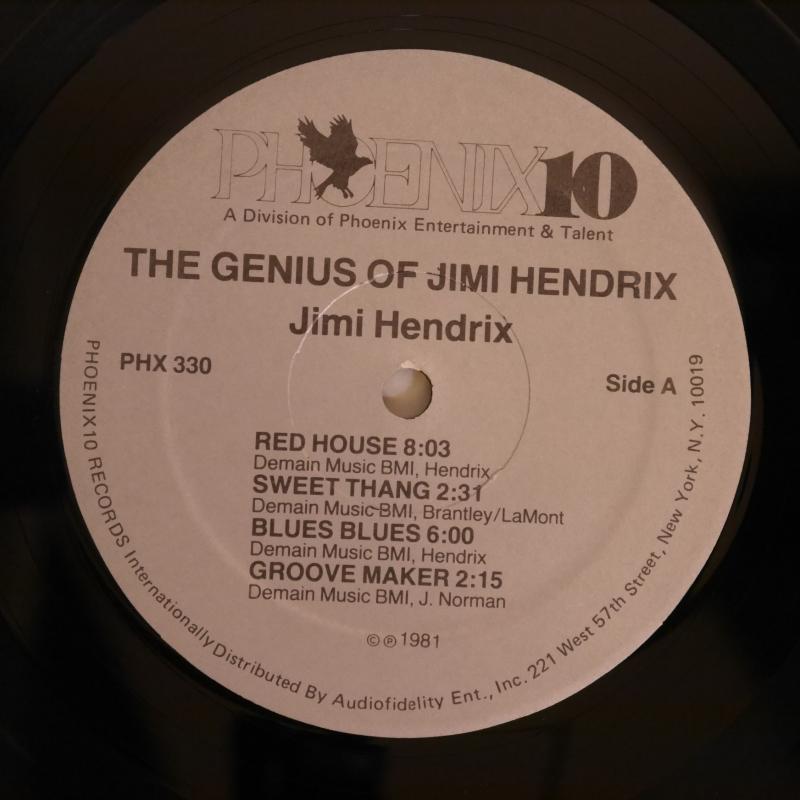 PHOENIX10
A Division of Phoenix Entertainment & Talent
THE GENIUS OF JIMI HENDRIX
Jimi Hendrix
PHX 330
Side A
RED HOUSE 8:03
Demain Music BMI, Hendrix
SWEET THANG 2:31
Demain Music BMI, Brantley/LaMont
BLUES BLUES 6:00
Demain Music BMI, Hendrix
GROOVE MAKER 2:15
Demain Music BMI, J. Norman
©℗1981
PHOENIX10 RECORDS Internationally Distributed By Audiofidelity Ent., Inc. 221 West 57th Street, New York, N.Y. 10019